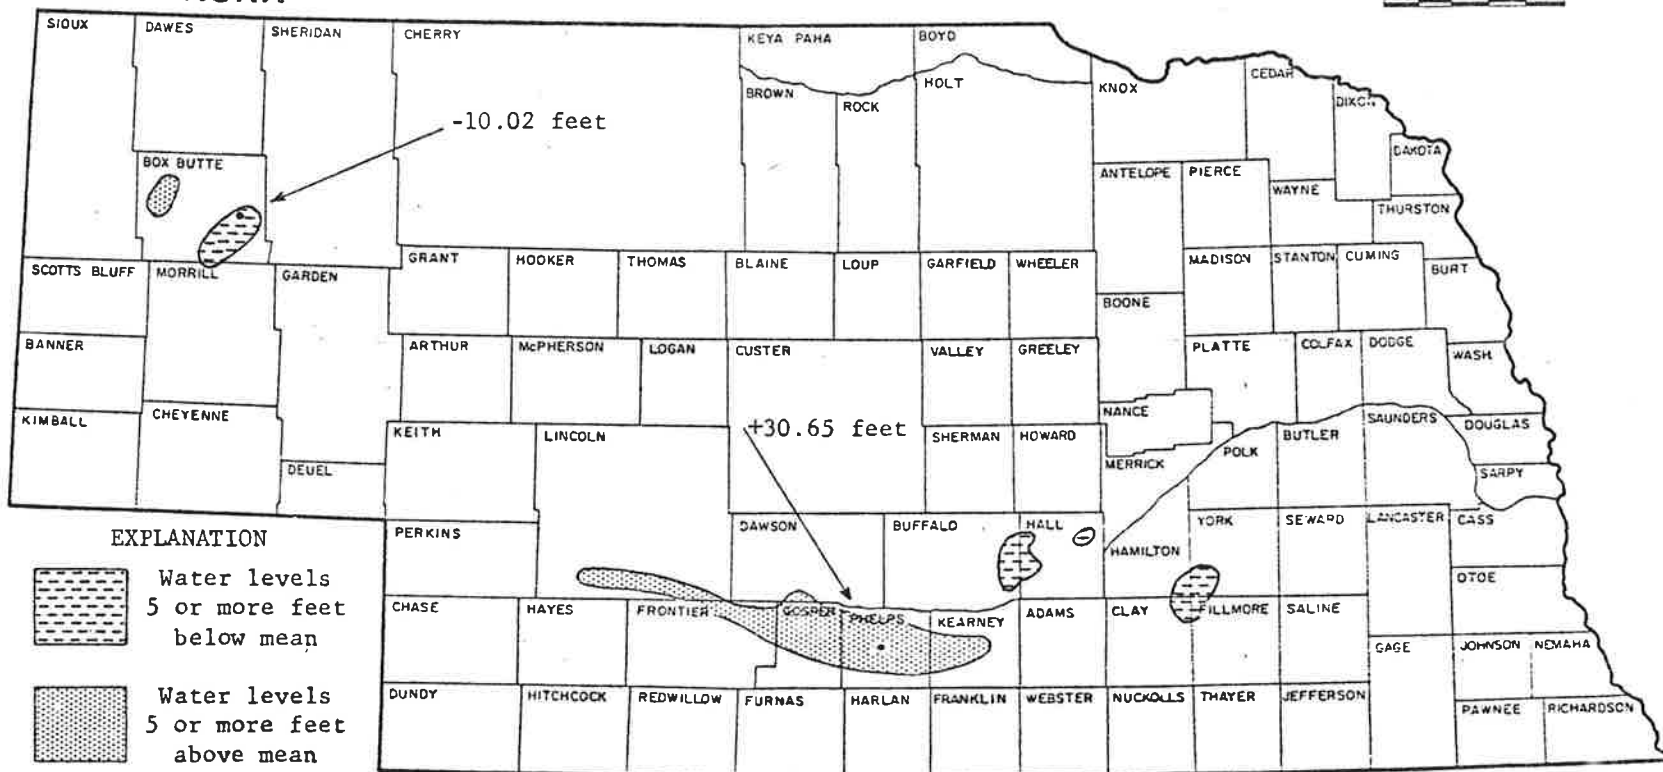 SIOUX
DAWES
SHERIDAN
CHERRY
KEYA PAHA
BOYD
BROWN
ROCK
HOLT
KNOX
CEDAR
DIXON
DAKOTA
-10.02 feet
BOX BUTTE
ANTELOPE
PIERCE
WAYNE
THURSTON
SCOTTS BLUFF
MORRILL
GARDEN
GRANT
HOOKER
THOMAS
BLAINE
LOUP
GARFIELD
WHEELER
MADISON
STANTON
CUMING
BURT
BOONE
BANNER
ARTHUR
McPHERSON
LOGAN
CUSTER
VALLEY
GREELEY
PLATTE
COLFAX
DODGE
WASH.
KIMBALL
CHEYENNE
NANCE
KEITH
LINCOLN
+30.65 feet
SHERMAN
HOWARD
MERRICK
POLK
BUTLER
SAUNDERS
DOUGLAS
SARPY
DEUEL
PERKINS
DAWSON
BUFFALO
HALL
HAMILTON
YORK
SEWARD
LANCASTER
CASS
OTOE
CHASE
HAYES
FRONTIER
GOSPER
PHELPS
KEARNEY
ADAMS
CLAY
FILLMORE
SALINE
GAGE
JOHNSON
NEMAHA
DUNDY
HITCHCOCK
REDWILLOW
FURNAS
HARLAN
FRANKLIN
WEBSTER
NUCKOLLS
THAYER
JEFFERSON
PAWNEE
RICHARDSON
EXPLANATION
Water levels
5 or more feet
below mean
Water levels
5 or more feet
above mean